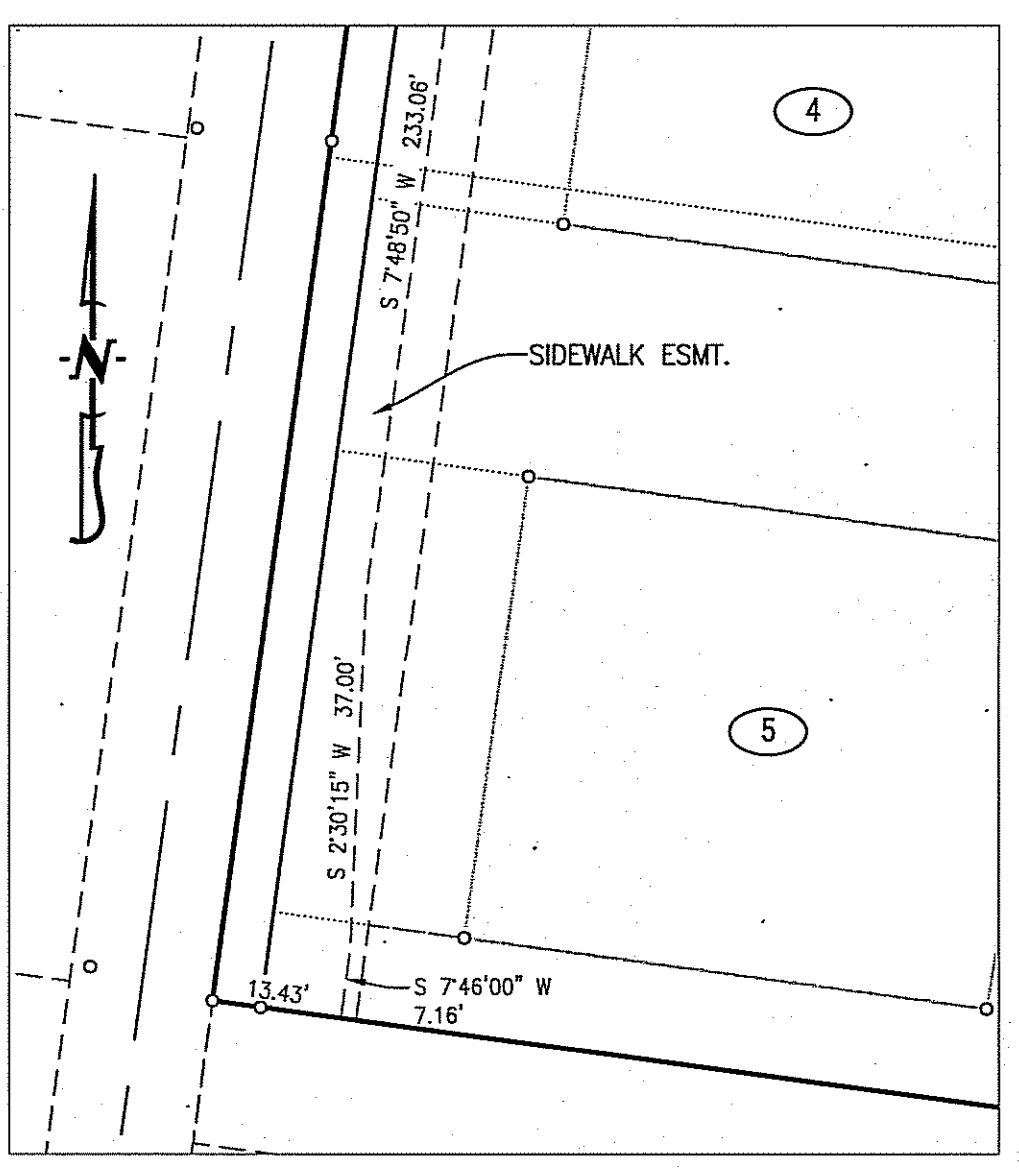 4
S 7°48'50" W 233.06'
-N-
SIDEWALK ESMT.
S 2°30'15" W 37.00'
5
13.43'
S 7°46'00" W
7.16'